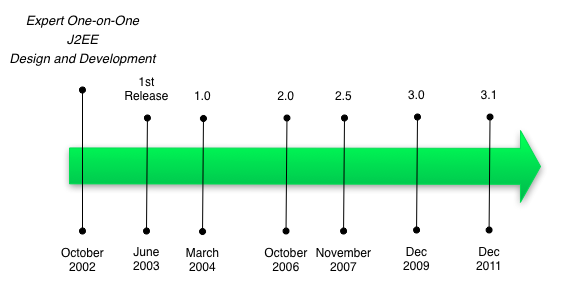 Expert One-on-One
J2EE
Design and Development
1st
Release
1.0
2.0
2.5
3.0
3.1
October
2002
June
2003
March
2004
October
2006
November
2007
Dec
2009
Dec
2011